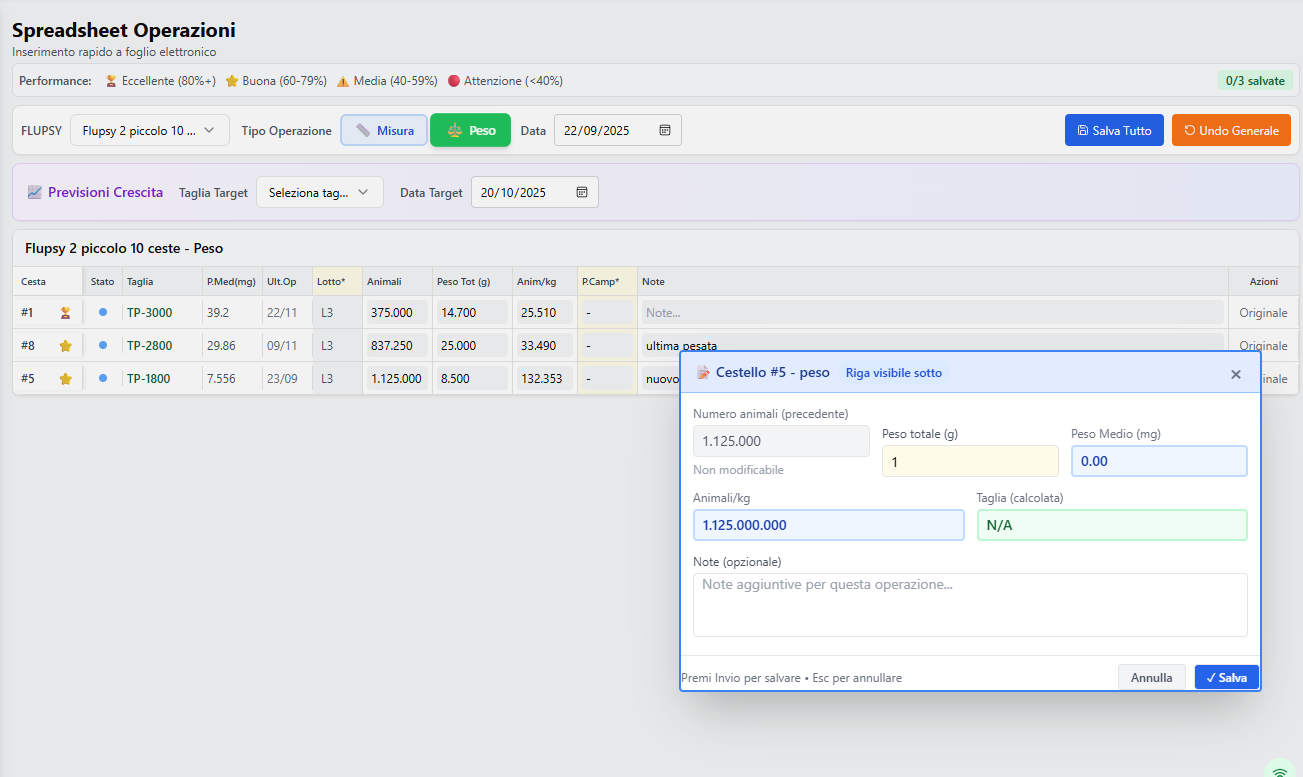 Spreadsheet Operazioni
Inserimento rapido a foglio elettronico
Performance: Eccellente (80%+) Buona (60-79%) Media (40-59%) Attenzione (<40%) 0/3 salvate
FLUPSY Flupsy 2 piccolo 10 ... Tipo Operazione Misura Peso Data 22/09/2025 Salva Tutto Undo Generale
Previsioni Crescita Taglia Target Seleziona tag... Data Target 20/10/2025
Flupsy 2 piccolo 10 ceste - Peso
Cesta Stato Taglia P.Med(mg) Ult.Op Lotto* Animali Peso Tot (g) Anim/kg P.Camp* Note Azioni
#1 TP-3000 39.2 22/11 L3 375.000 14.700 25.510 - Note... Originale
#8 TP-2800 29.86 09/11 L3 837.250 25.000 33.490 - ultima pesata Originale
#5 TP-1800 7.556 23/09 L3 1.125.000 8.500 132.353 - nuovo inale
Cestello #5 - peso Riga visibile sotto ×
Numero animali (precedente)
Peso totale (g) Peso Medio (mg)
1.125.000
1 0.00
Non modificabile
Animali/kg Taglia (calcolata)
1.125.000.000 N/A
Note (opzionale)
Note aggiuntive per questa operazione...
Premi Invio per salvare • Esc per annullare Annulla ✓ Salva